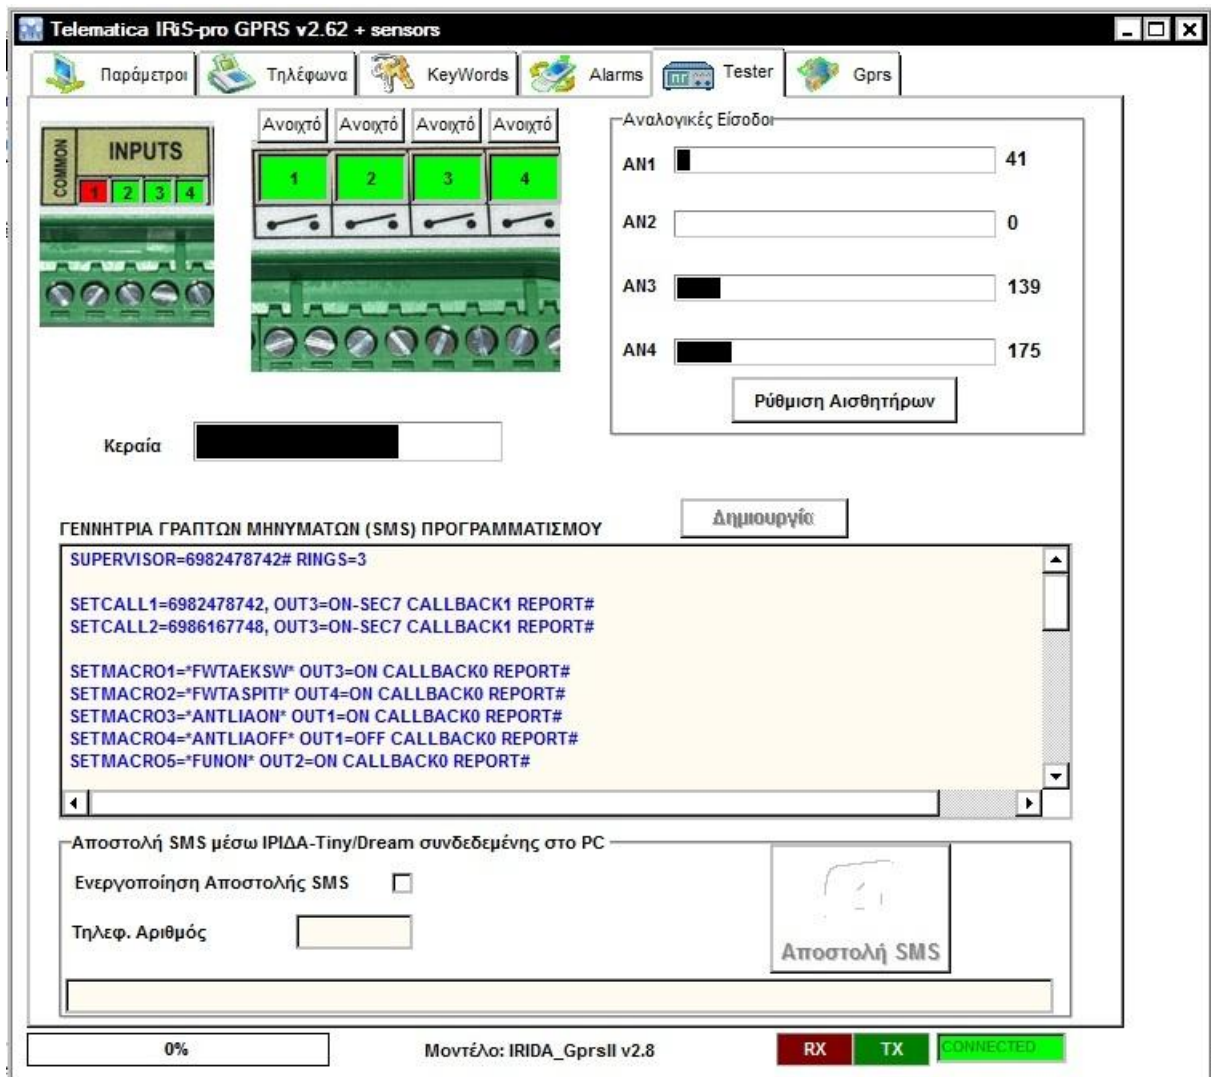 Telematica IRiS-pro GPRS v2.62 + sensors
Παράμετροι Τηλέφωνα KeyWords Alarms Tester Gprs
COMMON
INPUTS
1 2 3 4
Ανοιχτό Ανοιχτό Ανοιχτό Ανοιχτό
1 2 3 4
Αναλογικές Είσοδοι
AN1 41
AN2 0
AN3 139
AN4 175
Ρύθμιση Αισθητήρων
Κεραία
ΓΕΝΝΗΤΡΙΑ ΓΡΑΠΤΩΝ ΜΗΝΥΜΑΤΩΝ (SMS) ΠΡΟΓΡΑΜΜΑΤΙΣΜΟΥ
Δημιουργία
SUPERVISOR=6982478742# RINGS=3
SETCALL1=6982478742, OUT3=ON-SEC7 CALLBACK1 REPORT#
SETCALL2=6986167748, OUT3=ON-SEC7 CALLBACK1 REPORT#
SETMACRO1=*FWTAEKSW* OUT3=ON CALLBACK0 REPORT#
SETMACRO2=*FWTASPITI* OUT4=ON CALLBACK0 REPORT#
SETMACRO3=*ANTLIAON* OUT1=ON CALLBACK0 REPORT#
SETMACRO4=*ANTLIAOFF* OUT1=OFF CALLBACK0 REPORT#
SETMACRO5=*FUNON* OUT2=ON CALLBACK0 REPORT#
Αποστολή SMS μέσω ΙΡΙΔΑ-Tiny/Dream συνδεδεμένης στο PC
Ενεργοποίηση Αποστολής SMS
Τηλεφ. Αριθμός
Αποστολή SMS
0%
Μοντέλο: IRIDA_GprsII v2.8
RX TX CONNECTED